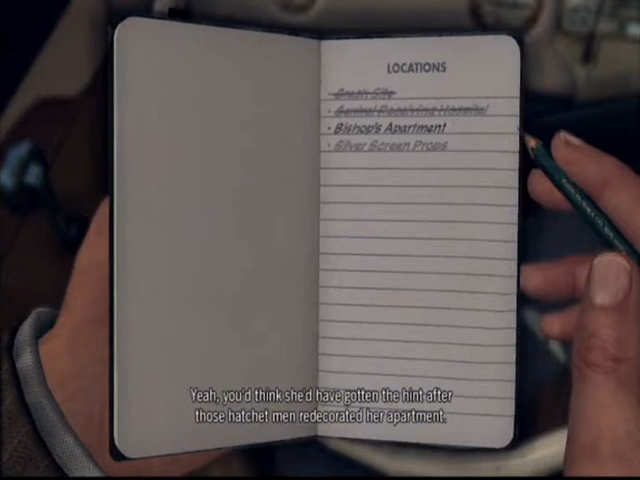 LOCATIONS
· Crash Site
· Central Receiving Hospital
· Bishop's Apartment
· Silver Screen Props
Yeah, you'd think she'd have gotten the hint after
those hatchet men redecorated her apartment.